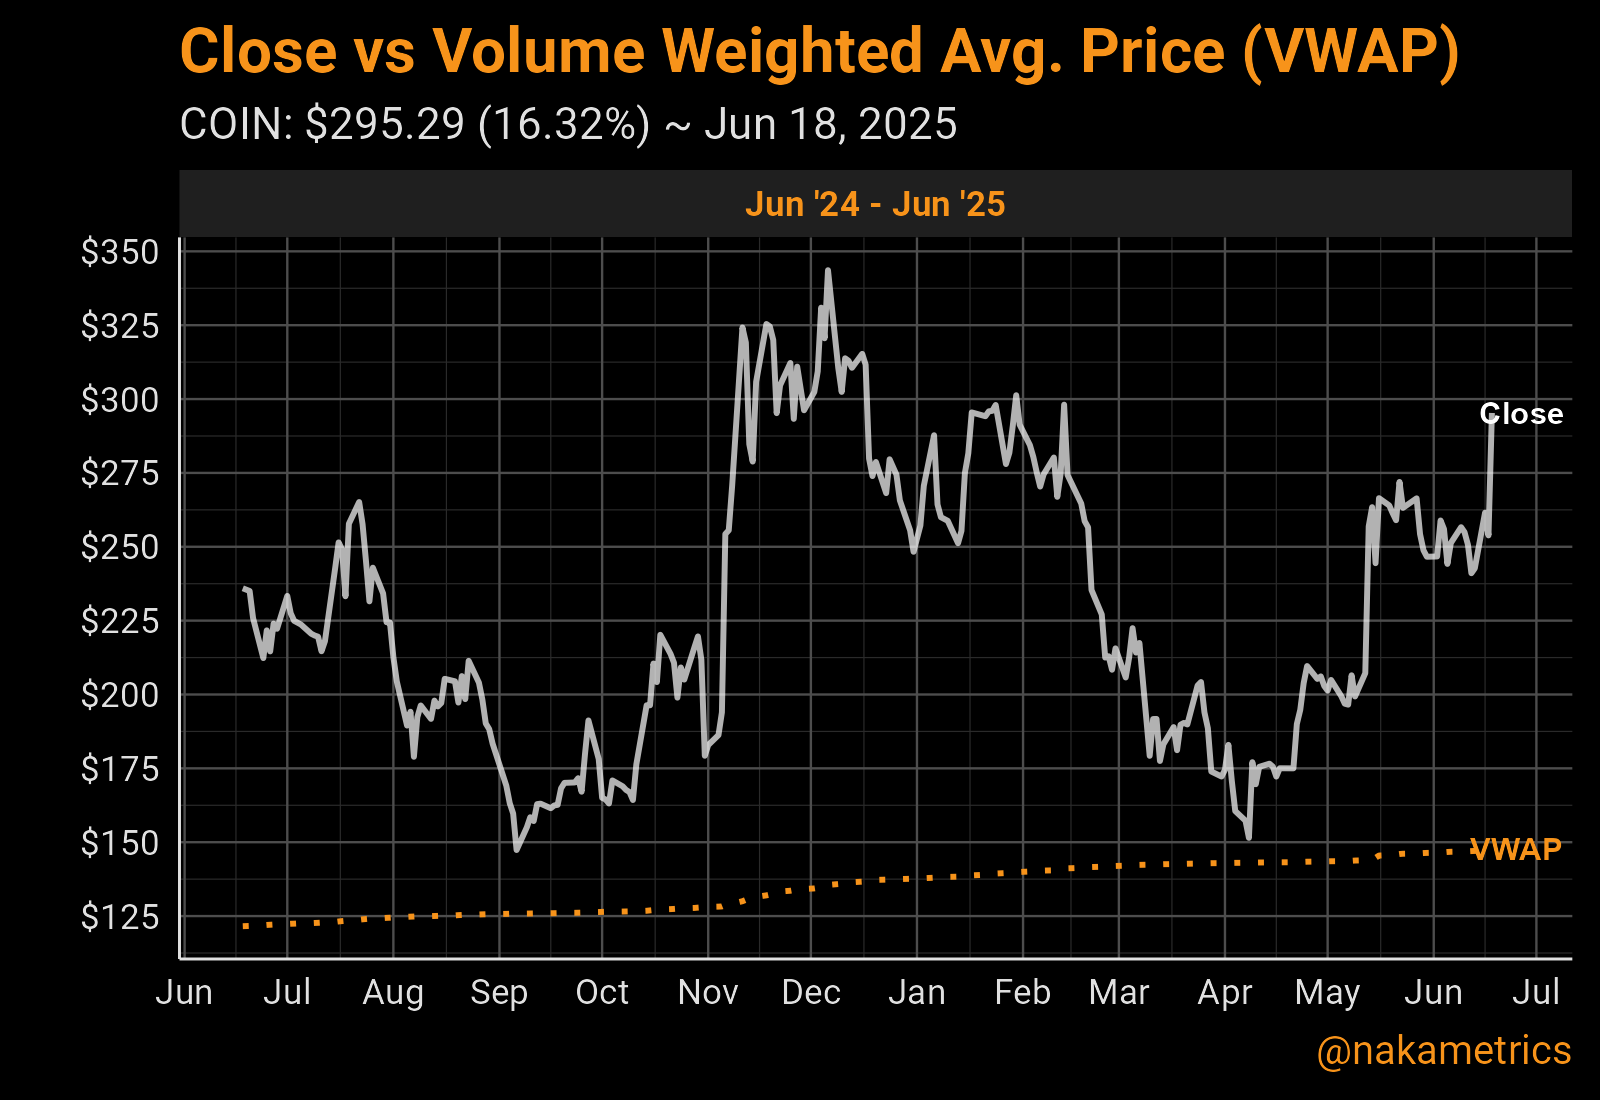 Close vs Volume Weighted Avg. Price (VWAP)
COIN: $295.29 (16.32%) ~ Jun 18, 2025
Jun '24 - Jun '25
$350
$325
$300
Close
$275
$250
$225
$200
$175
$150
VWAP
$125
Jun Jul Aug Sep Oct Nov Dec Jan Feb Mar Apr May Jun Jul
@nakametrics